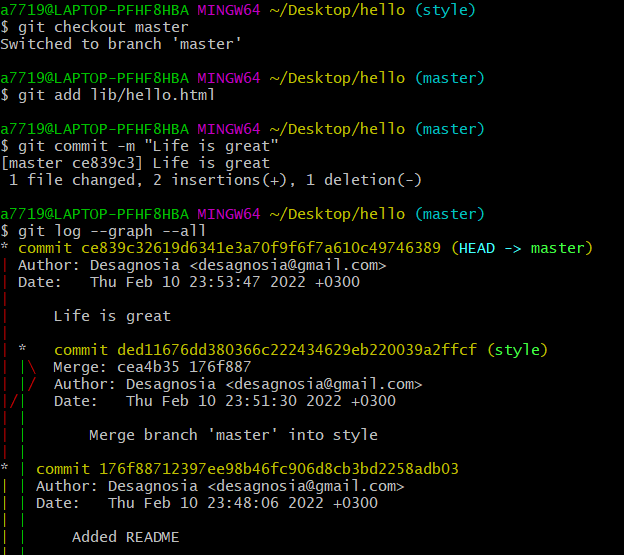 a7719@LAPTOP-PFHF8HBA MINGW64 ~/Desktop/hello (style)
$ git checkout master
Switched to branch 'master'

a7719@LAPTOP-PFHF8HBA MINGW64 ~/Desktop/hello (master)
$ git add lib/hello.html

a7719@LAPTOP-PFHF8HBA MINGW64 ~/Desktop/hello (master)
$ git commit -m "Life is great"
[master ce839c3] Life is great
 1 file changed, 2 insertions(+), 1 deletion(-)

a7719@LAPTOP-PFHF8HBA MINGW64 ~/Desktop/hello (master)
$ git log --graph --all
* commit ce839c32619d6341e3a70f9f6f7a610c49746389 (HEAD -> master)
| Author: Desagnosia <desagnosia@gmail.com>
| Date:   Thu Feb 10 23:53:47 2022 +0300
|
|     Life is great
|
| *   commit ded11676dd380366c222434629eb220039a2ffcf (style)
| |\  Merge: cea4b35 176f887
| |/  Author: Desagnosia <desagnosia@gmail.com>
|/|   Date:   Thu Feb 10 23:51:30 2022 +0300
| |
| |       Merge branch 'master' into style
| |
* | commit 176f88712397ee98b46fc906d8cb3bd2258adb03
| | Author: Desagnosia <desagnosia@gmail.com>
| | Date:   Thu Feb 10 23:48:06 2022 +0300
| |
| |     Added README
| |